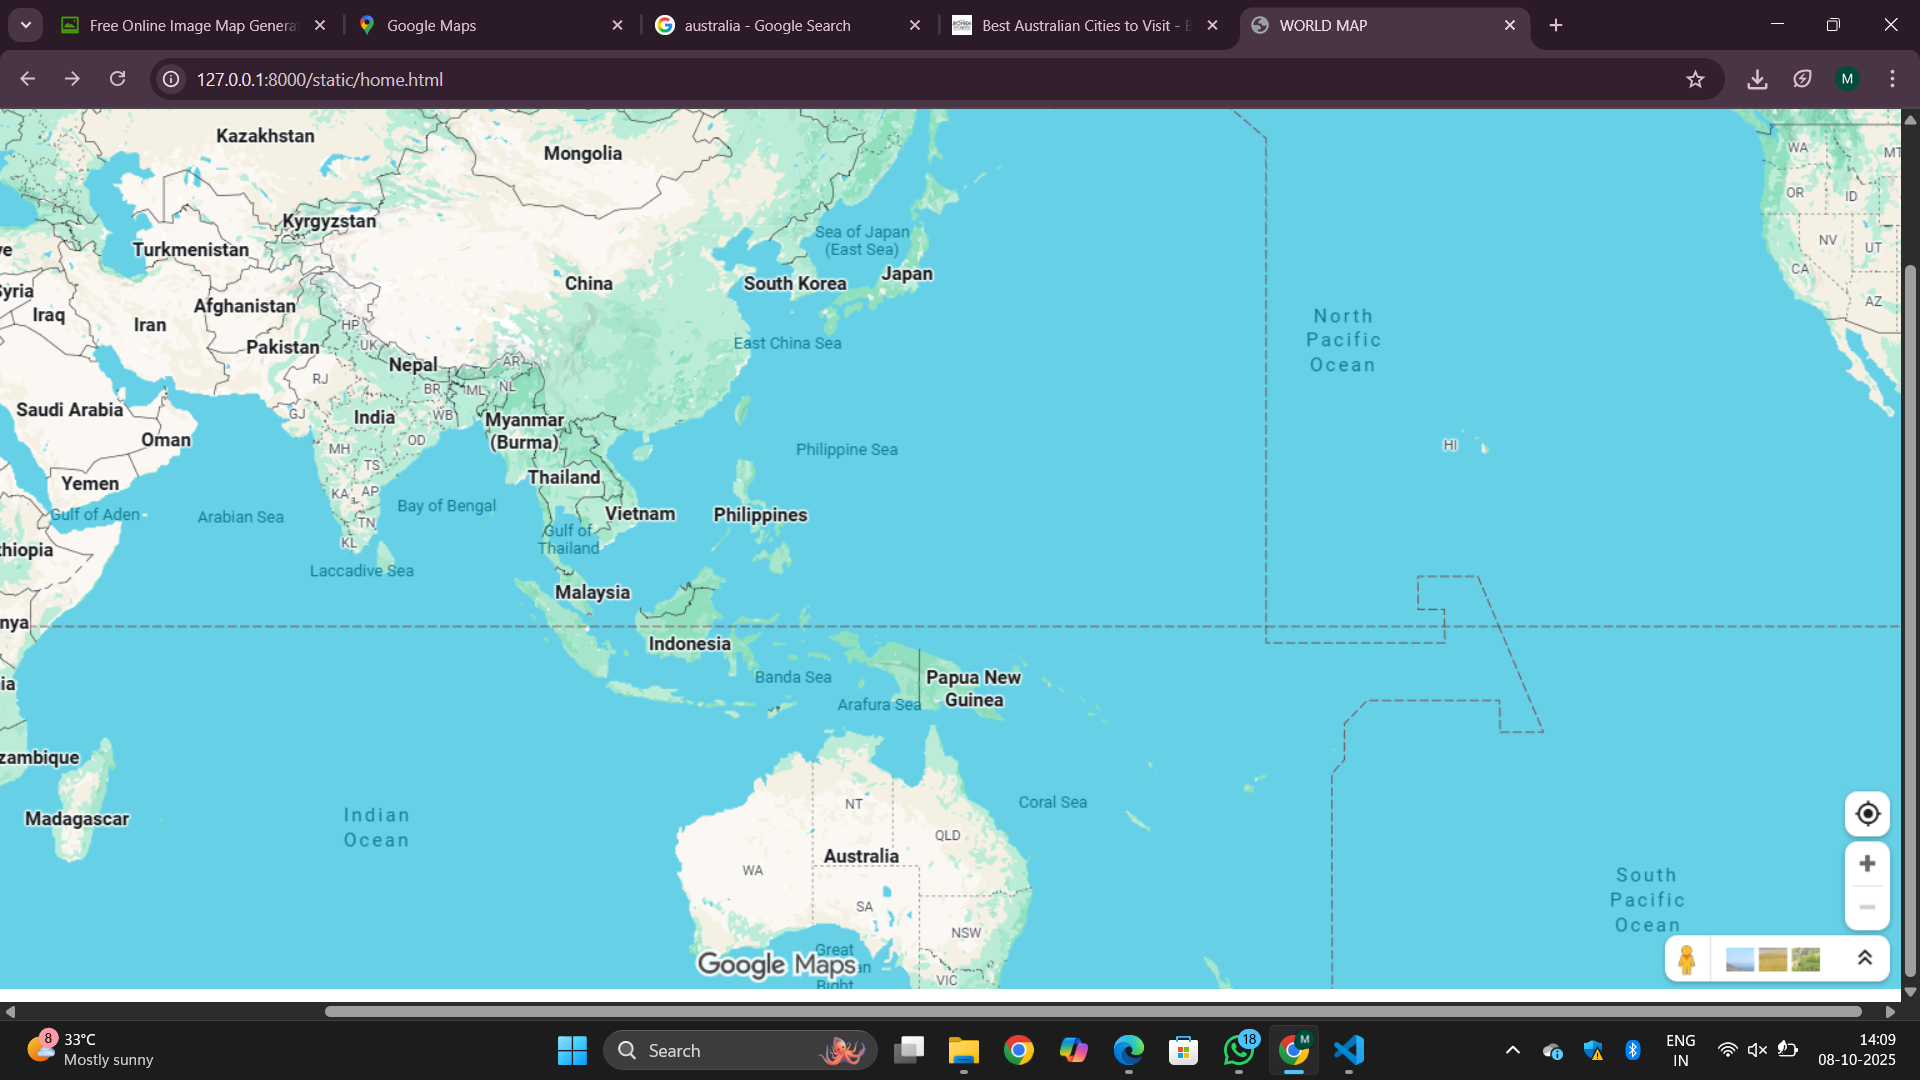 Free Online Image Map Genera
Google Maps
australia - Google Search
Best Australian Cities to Visit - B
WORLD MAP
127.0.0.1:8000/static/home.html
M
Kazakhstan
Mongolia
WA
MT
OR
ID
Kyrgyzstan
Sea of Japan
(East Sea)
Turkmenistan
ye
NV
UT
China
South Korea
Japan
CA
Syria
Afghanistan
AZ
Iraq
Iran
HP
North
Pacific
Ocean
Pakistan
UK
East China Sea
Nepal
AR
RJ
BR
ML
NL
Saudi Arabia
GJ
India
WB
Myanmar
(Burma)
Oman
OD
MH
TS
Philippine Sea
HI
Yemen
Thailand
KA
AP
Gulf of Aden
Arabian Sea
Bay of Bengal
Vietnam
Philippines
TN
KL
Gulf of
Thailand
thiopia
Laccadive Sea
Malaysia
nya
Indonesia
Banda Sea
Papua New
Guinea
ia
Arafura Sea
zambique
Madagascar
Indian
Ocean
NT
Coral Sea
QLD
Australia
WA
SA
NSW
South
Pacific
Ocean
Great
an
Bight
VIC
Google Maps
8
33°C
Mostly sunny
Search
18
M
ENG
IN
14:09
08-10-2025